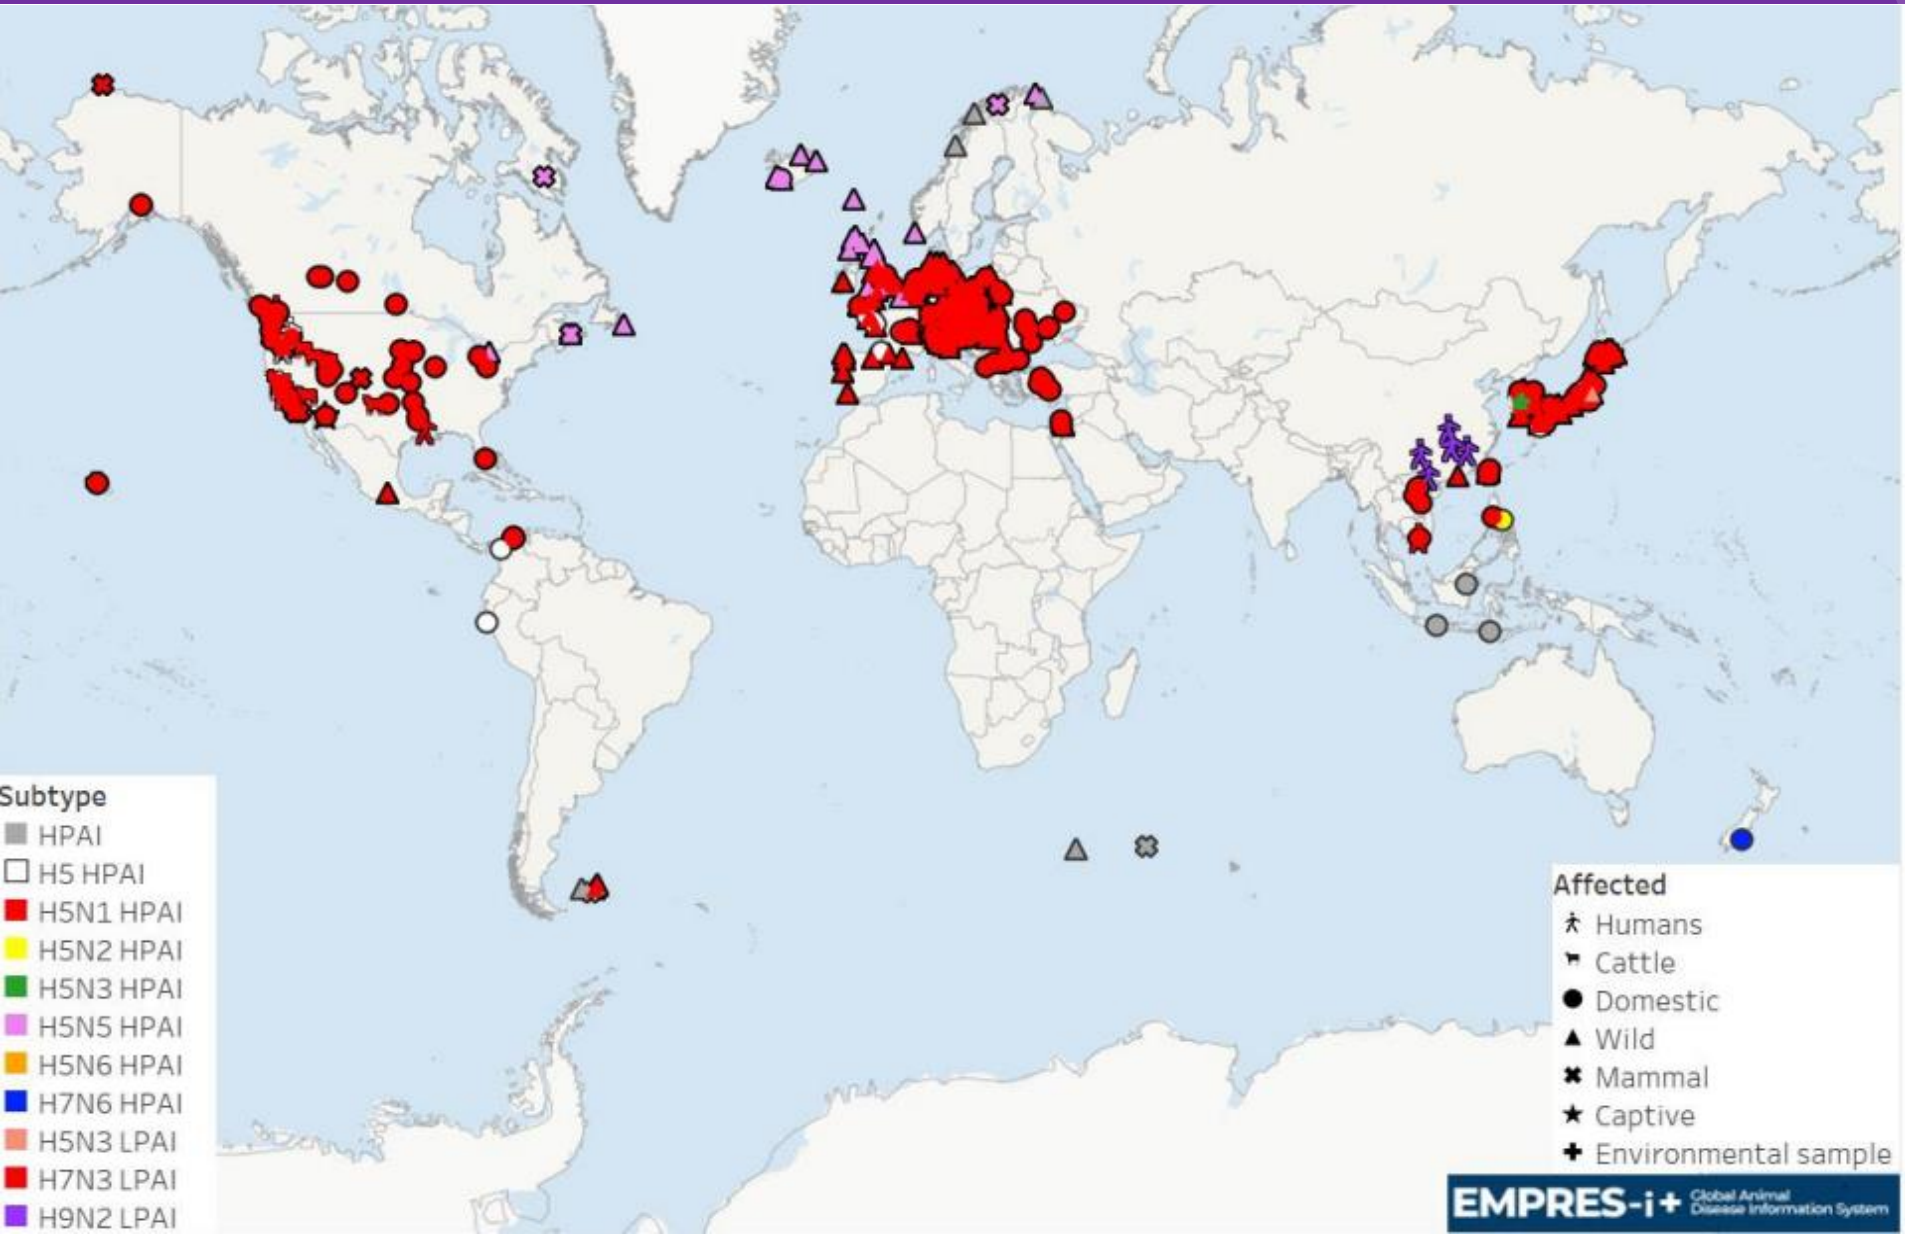 Subtype
HPAI
H5 HPAI
H5N1 HPAI
H5N2 HPAI
H5N3 HPAI
H5N5 HPAI
H5N6 HPAI
H7N6 HPAI
H5N3 LPAI
H7N3 LPAI
H9N2 LPAI
Affected
Humans
Cattle
Domestic
Wild
Mammal
Captive
Environmental sample
EMPRES-i+
Global Animal
Disease Information System